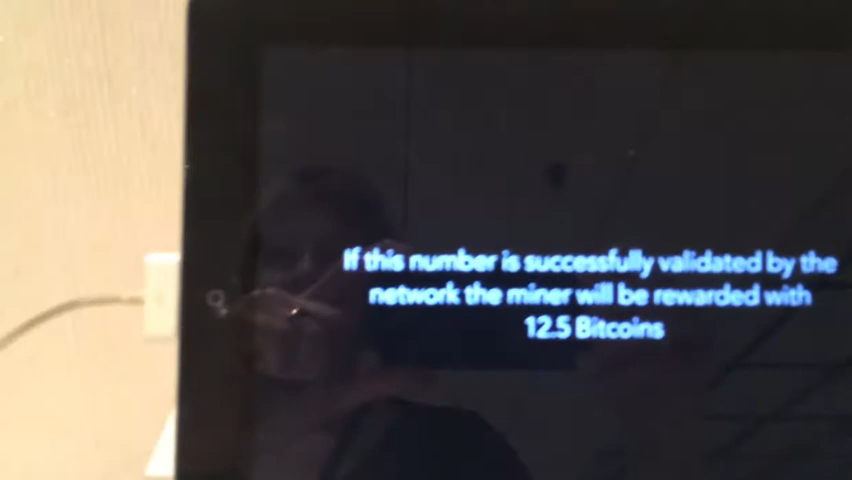 If this number is successfully validated by the
network the miner will be rewarded with
12.5 Bitcoins